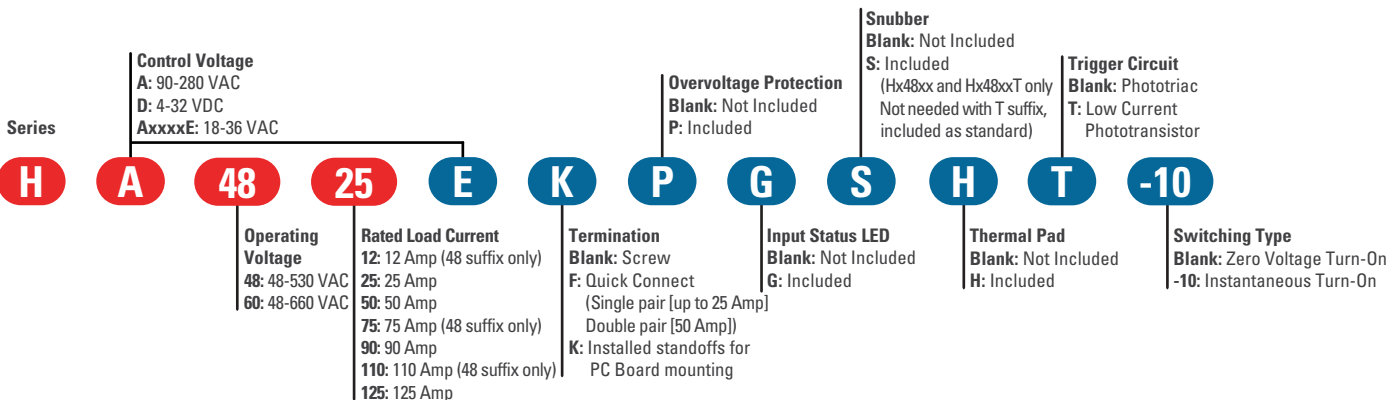 Snubber
Blank: Not Included
S: Included
(Hx48xx and Hx48xxT only
Not needed with T suffix,
included as standard)
Control Voltage
A: 90-280 VAC
D: 4-32 VDC
AxxxxE: 18-36 VAC
Overvoltage Protection
Blank: Not Included
P: Included
Trigger Circuit
Blank: Phototriac
T: Low Current
Phototransistor
Series
H A 48 25 E K P G S H T -10
Operating
Voltage
48: 48-530 VAC
60: 48-660 VAC
Rated Load Current
12: 12 Amp (48 suffix only)
25: 25 Amp
50: 50 Amp
75: 75 Amp (48 suffix only)
90: 90 Amp
110: 110 Amp (48 suffix only)
125: 125 Amp
Termination
Blank: Screw
F: Quick Connect
(Single pair [up to 25 Amp]
Double pair [50 Amp])
K: Installed standoffs for
PC Board mounting
Input Status LED
Blank: Not Included
G: Included
Thermal Pad
Blank: Not Included
H: Included
Switching Type
Blank: Zero Voltage Turn-On
-10: Instantaneous Turn-On